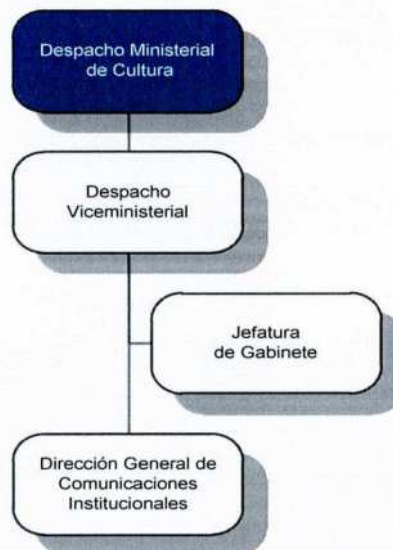 Despacho Ministerial
de Cultura
Despacho
Viceministerial
Jefatura
de Gabinete
Dirección General de
Comunicaciones
Institucionales